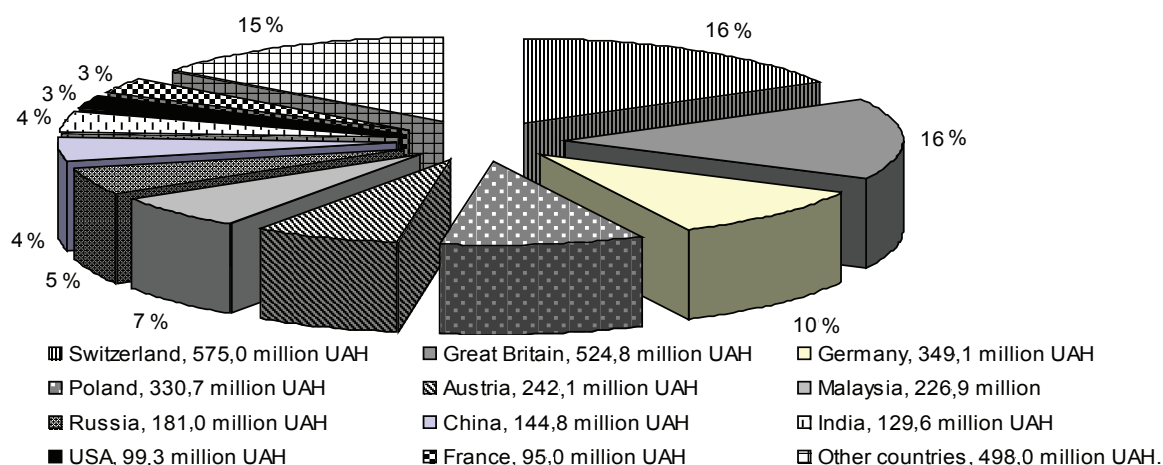 15 %
16 %
3 %
3 %
4 %
16 %
4 %
5 %
7 %
10 %
Switzerland, 575,0 million UAH
Great Britain, 524,8 million UAH
Germany, 349,1 million UAH
Poland, 330,7 million UAH
Austria, 242,1 million UAH
Malaysia, 226,9 million
Russia, 181,0 million UAH
China, 144,8 million UAH
India, 129,6 million UAH
USA, 99,3 million UAH
France, 95,0 million UAH
Other countries, 498,0 million UAH.